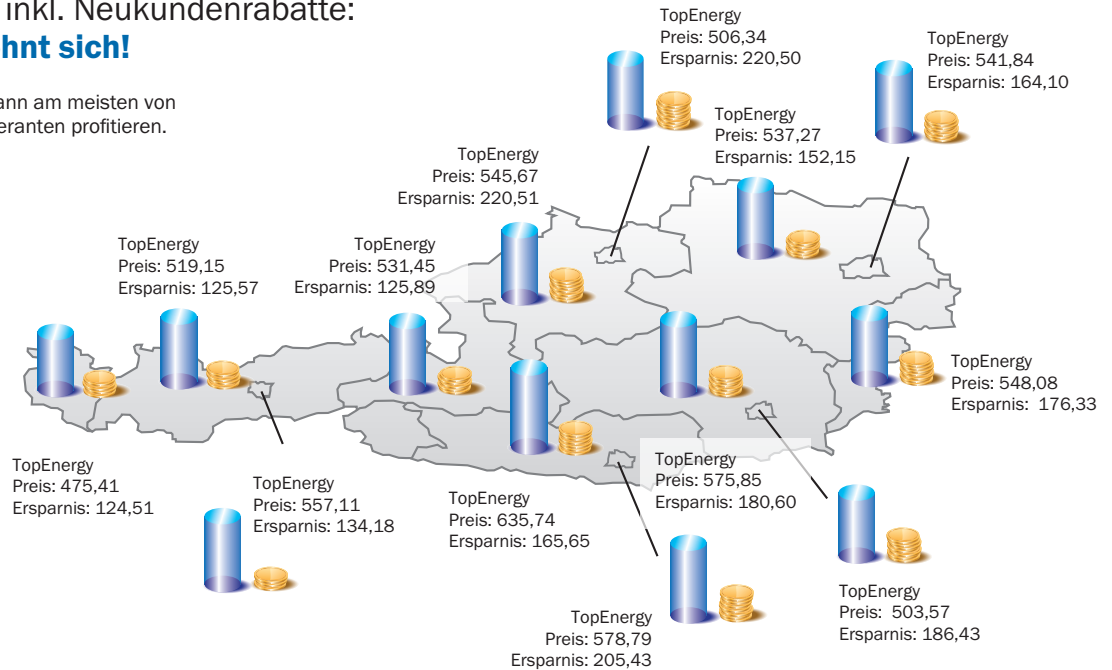 inkl. Neukundenrabatte:
hnt sich!
ann am meisten von
eranten profitieren.
TopEnergy
Preis: 506,34
Ersparnis: 220,50
TopEnergy
Preis: 541,84
Ersparnis: 164,10
TopEnergy
Preis: 537,27
Ersparnis: 152,15
TopEnergy
Preis: 545,67
Ersparnis: 220,51
TopEnergy
Preis: 519,15
Ersparnis: 125,57
TopEnergy
Preis: 531,45
Ersparnis: 125,89
TopEnergy
Preis: 548,08
Ersparnis: 176,33
TopEnergy
Preis: 475,41
Ersparnis: 124,51
TopEnergy
Preis: 557,11
Ersparnis: 134,18
TopEnergy
Preis: 635,74
Ersparnis: 165,65
TopEnergy
Preis: 575,85
Ersparnis: 180,60
TopEnergy
Preis: 578,79
Ersparnis: 205,43
TopEnergy
Preis: 503,57
Ersparnis: 186,43